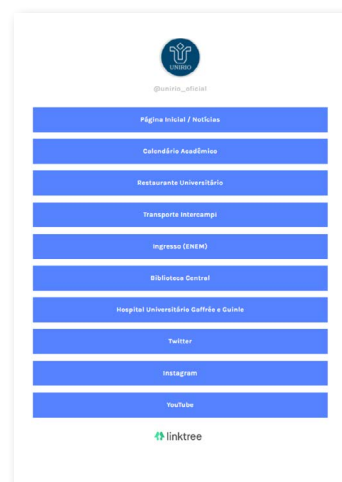 UNIRIO
@unirio_oficial
Página Inicial / Notícias
Calendário Acadêmico
Restaurante Universitário
Transporte Intercampi
Ingresso (ENEM)
Biblioteca Central
Hospital Universitário Gaffrée e Guinle
Twitter
Instagram
YouTube
linktree